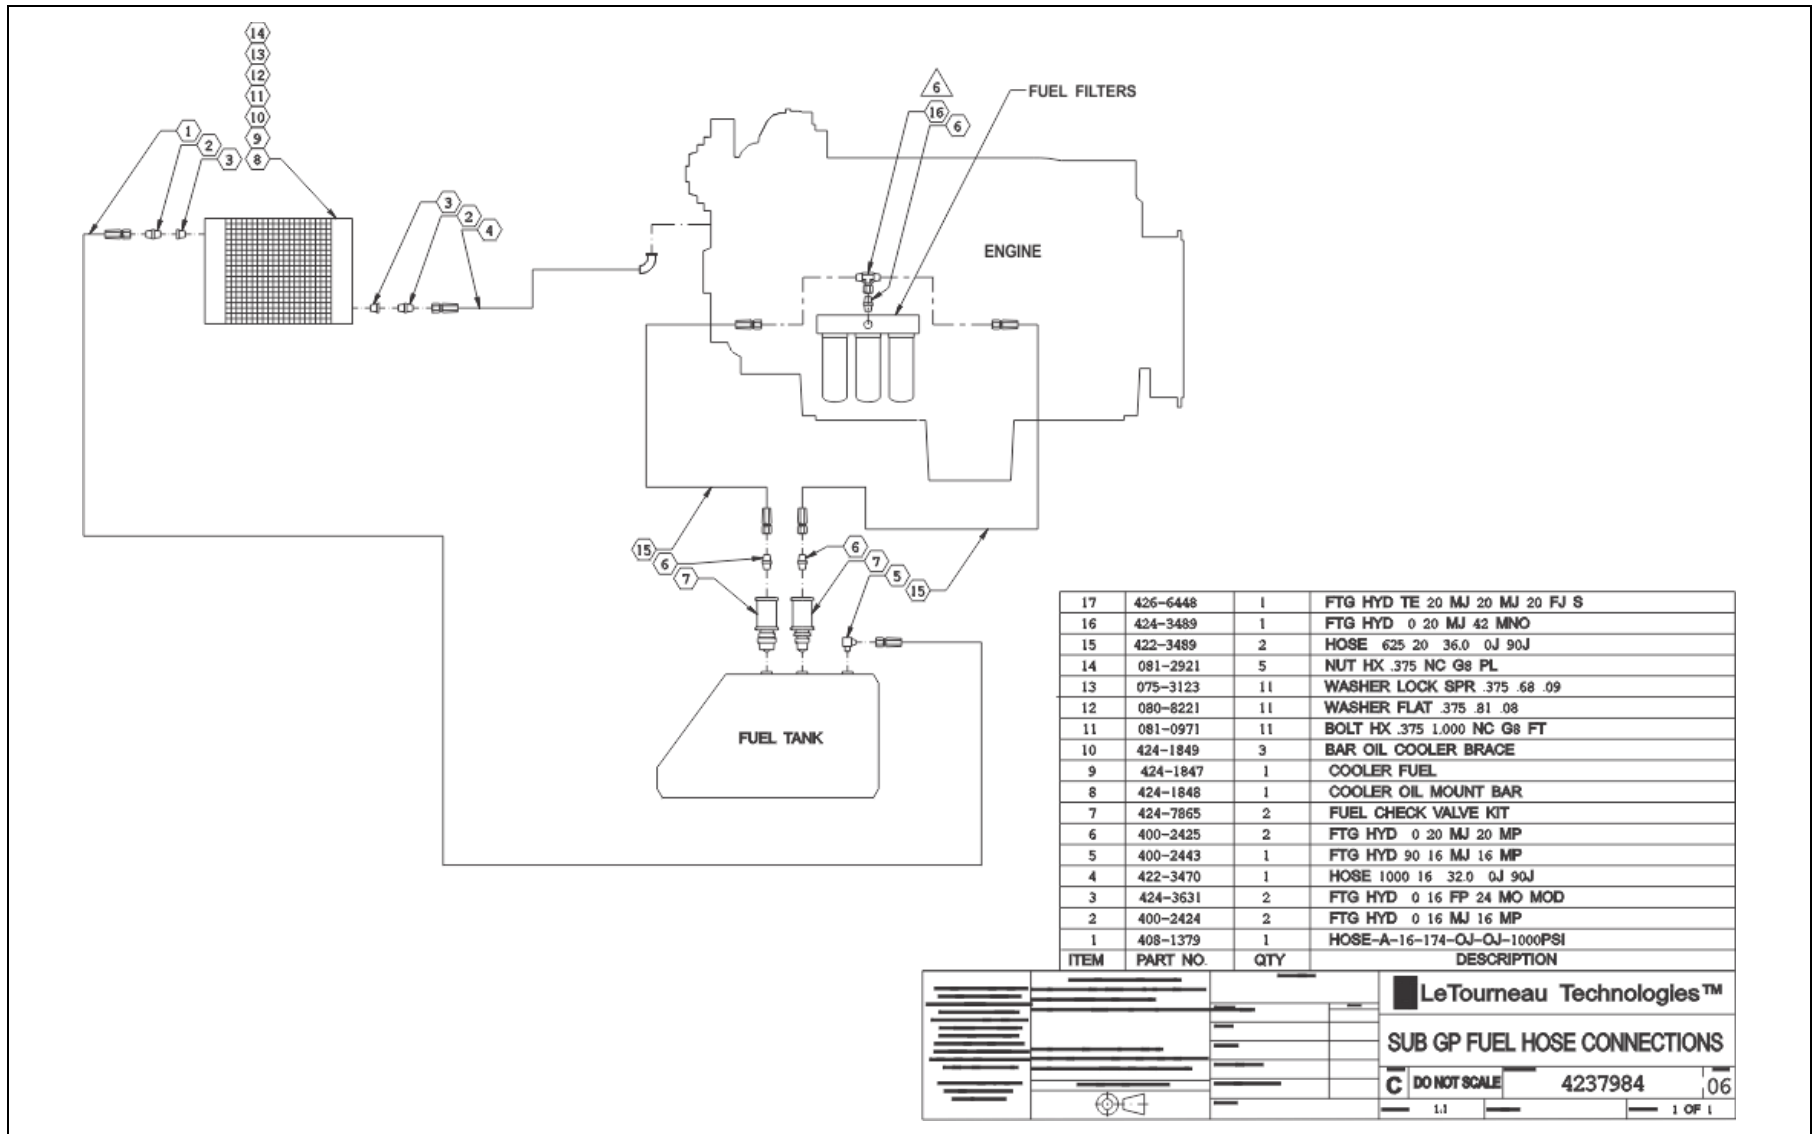 14
13
12
11
10
9
8
1
2
3
3
2
4
6
16
6
FUEL FILTERS
ENGINE
15
6
7
6
7
5
15
FUEL TANK
17 426-6448 1 FTG HYD TE 20 MJ 20 MJ 20 FJ S
16 424-3489 1 FTG HYD 0 20 MJ 42 MNO
15 422-3489 2 HOSE 625 20 36.0 0J 90J
14 081-2921 5 NUT HX .375 NC G8 PL
13 075-3123 11 WASHER LOCK SPR .375 .68 .09
12 080-8221 11 WASHER FLAT .375 .81 .08
11 081-0971 11 BOLT HX .375 1.000 NC G8 FT
10 424-1849 3 BAR OIL COOLER BRACE
9 424-1847 1 COOLER FUEL
8 424-1848 1 COOLER OIL MOUNT BAR
7 424-7865 2 FUEL CHECK VALVE KIT
6 400-2425 2 FTG HYD 0 20 MJ 20 MP
5 400-2443 1 FTG HYD 90 16 MJ 16 MP
4 422-3470 1 HOSE 1000 16 32.0 0J 90J
3 424-3631 2 FTG HYD 0 16 FP 24 MO MOD
2 400-2424 2 FTG HYD 0 16 MJ 16 MP
1 408-1379 1 HOSE-A-16-174-OJ-OJ-1000PSI
ITEM PART NO. QTY DESCRIPTION
LeTourneau Technologies™
SUB GP FUEL HOSE CONNECTIONS
C DO NOT SCALE 4237984 06
1:1 1 OF 1